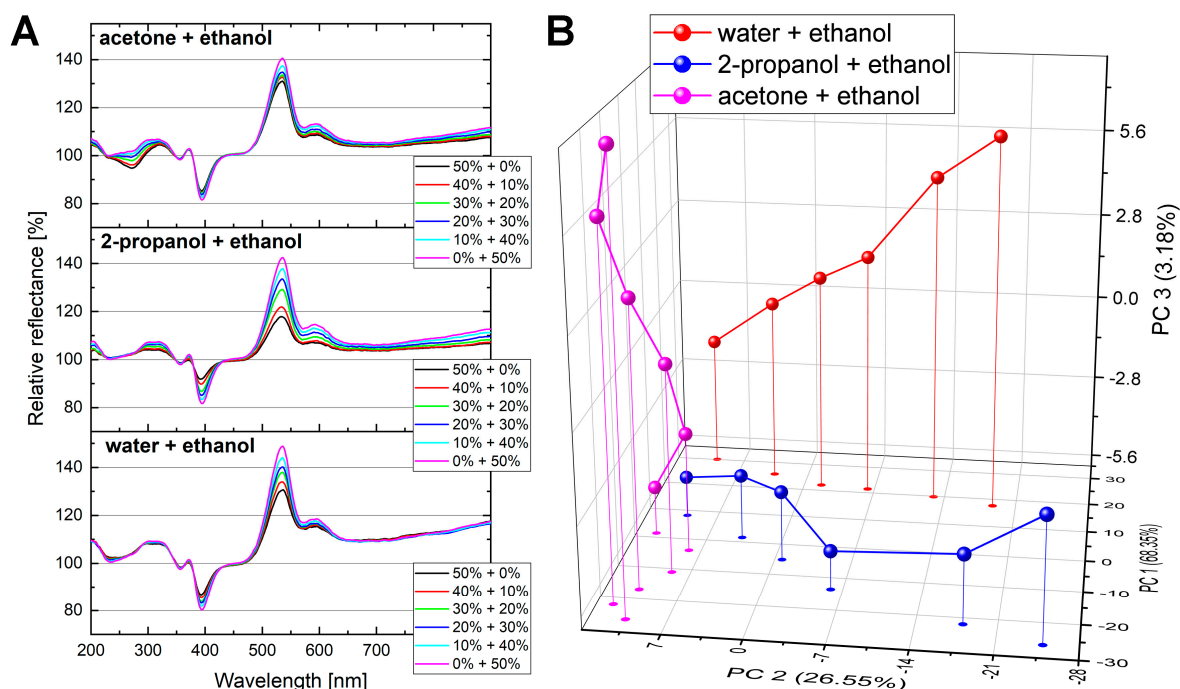 A
acetone + ethanol
140
120
100
80
50% + 0%
40% + 10%
30% + 20%
20% + 30%
10% + 40%
0% + 50%
2-propanol + ethanol
140
120
100
80
50% + 0%
40% + 10%
30% + 20%
20% + 30%
10% + 40%
0% + 50%
water + ethanol
140
120
100
80
50% + 0%
40% + 10%
30% + 20%
20% + 30%
10% + 40%
0% + 50%
Relative reflectance [%]
200 300 400 500 600 700
Wavelength [nm]
B
water + ethanol
2-propanol + ethanol
acetone + ethanol
5.6
2.8
0.0
-2.8
-5.6
PC 3 (3.18%)
30
20
10
0
-10
-20
-30
PC 1 (68.35%)
7 0 -7 -14 -21 -28
PC 2 (26.55%)